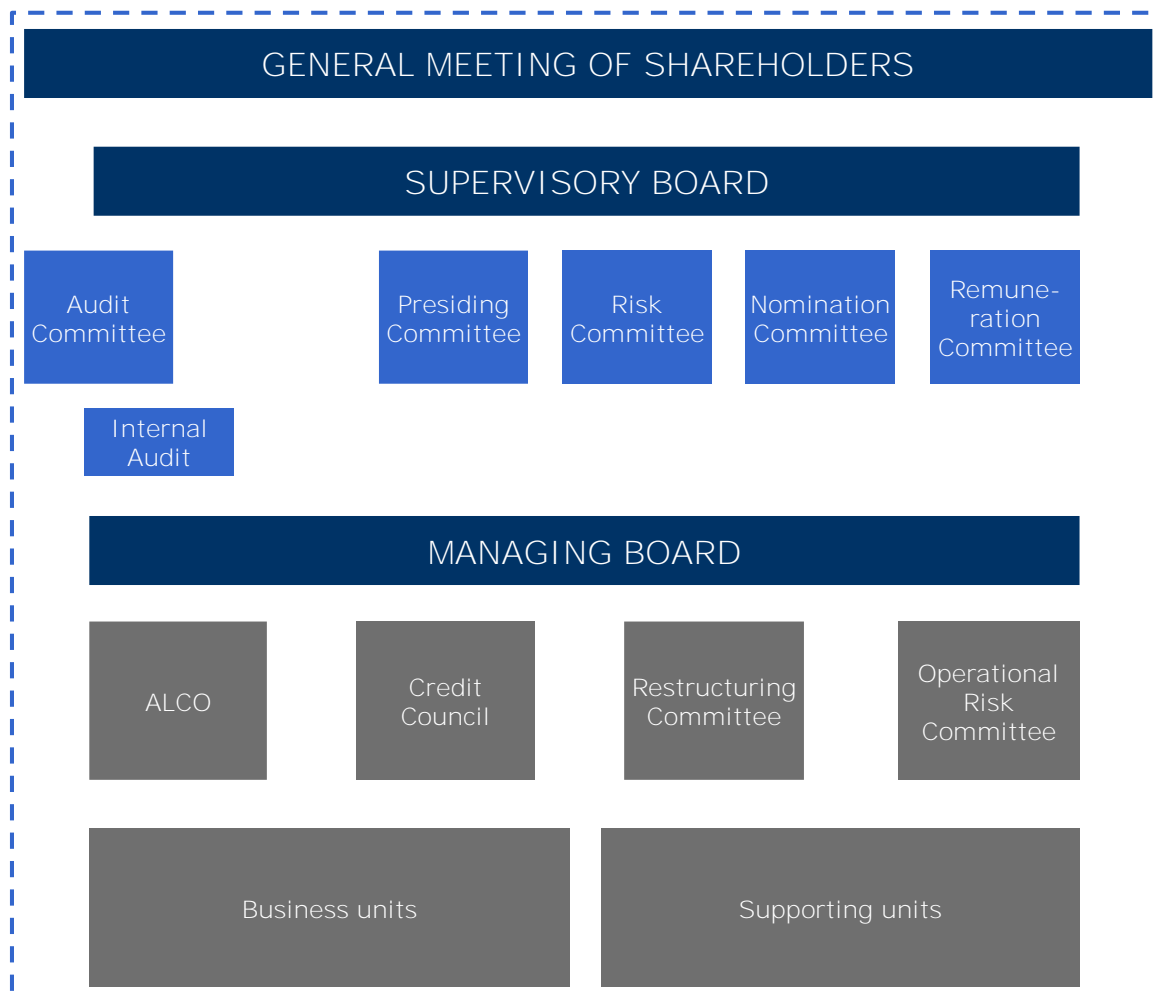 GENERAL MEETING OF SHAREHOLDERS
SUPERVISORY BOARD
Audit
Committee
Presiding
Committee
Risk
Committee
Nomination
Committee
Remune-
ration
Committee
Internal
Audit
MANAGING BOARD
ALCO
Credit
Council
Restructuring
Committee
Operational
Risk
Committee
Business units
Supporting units